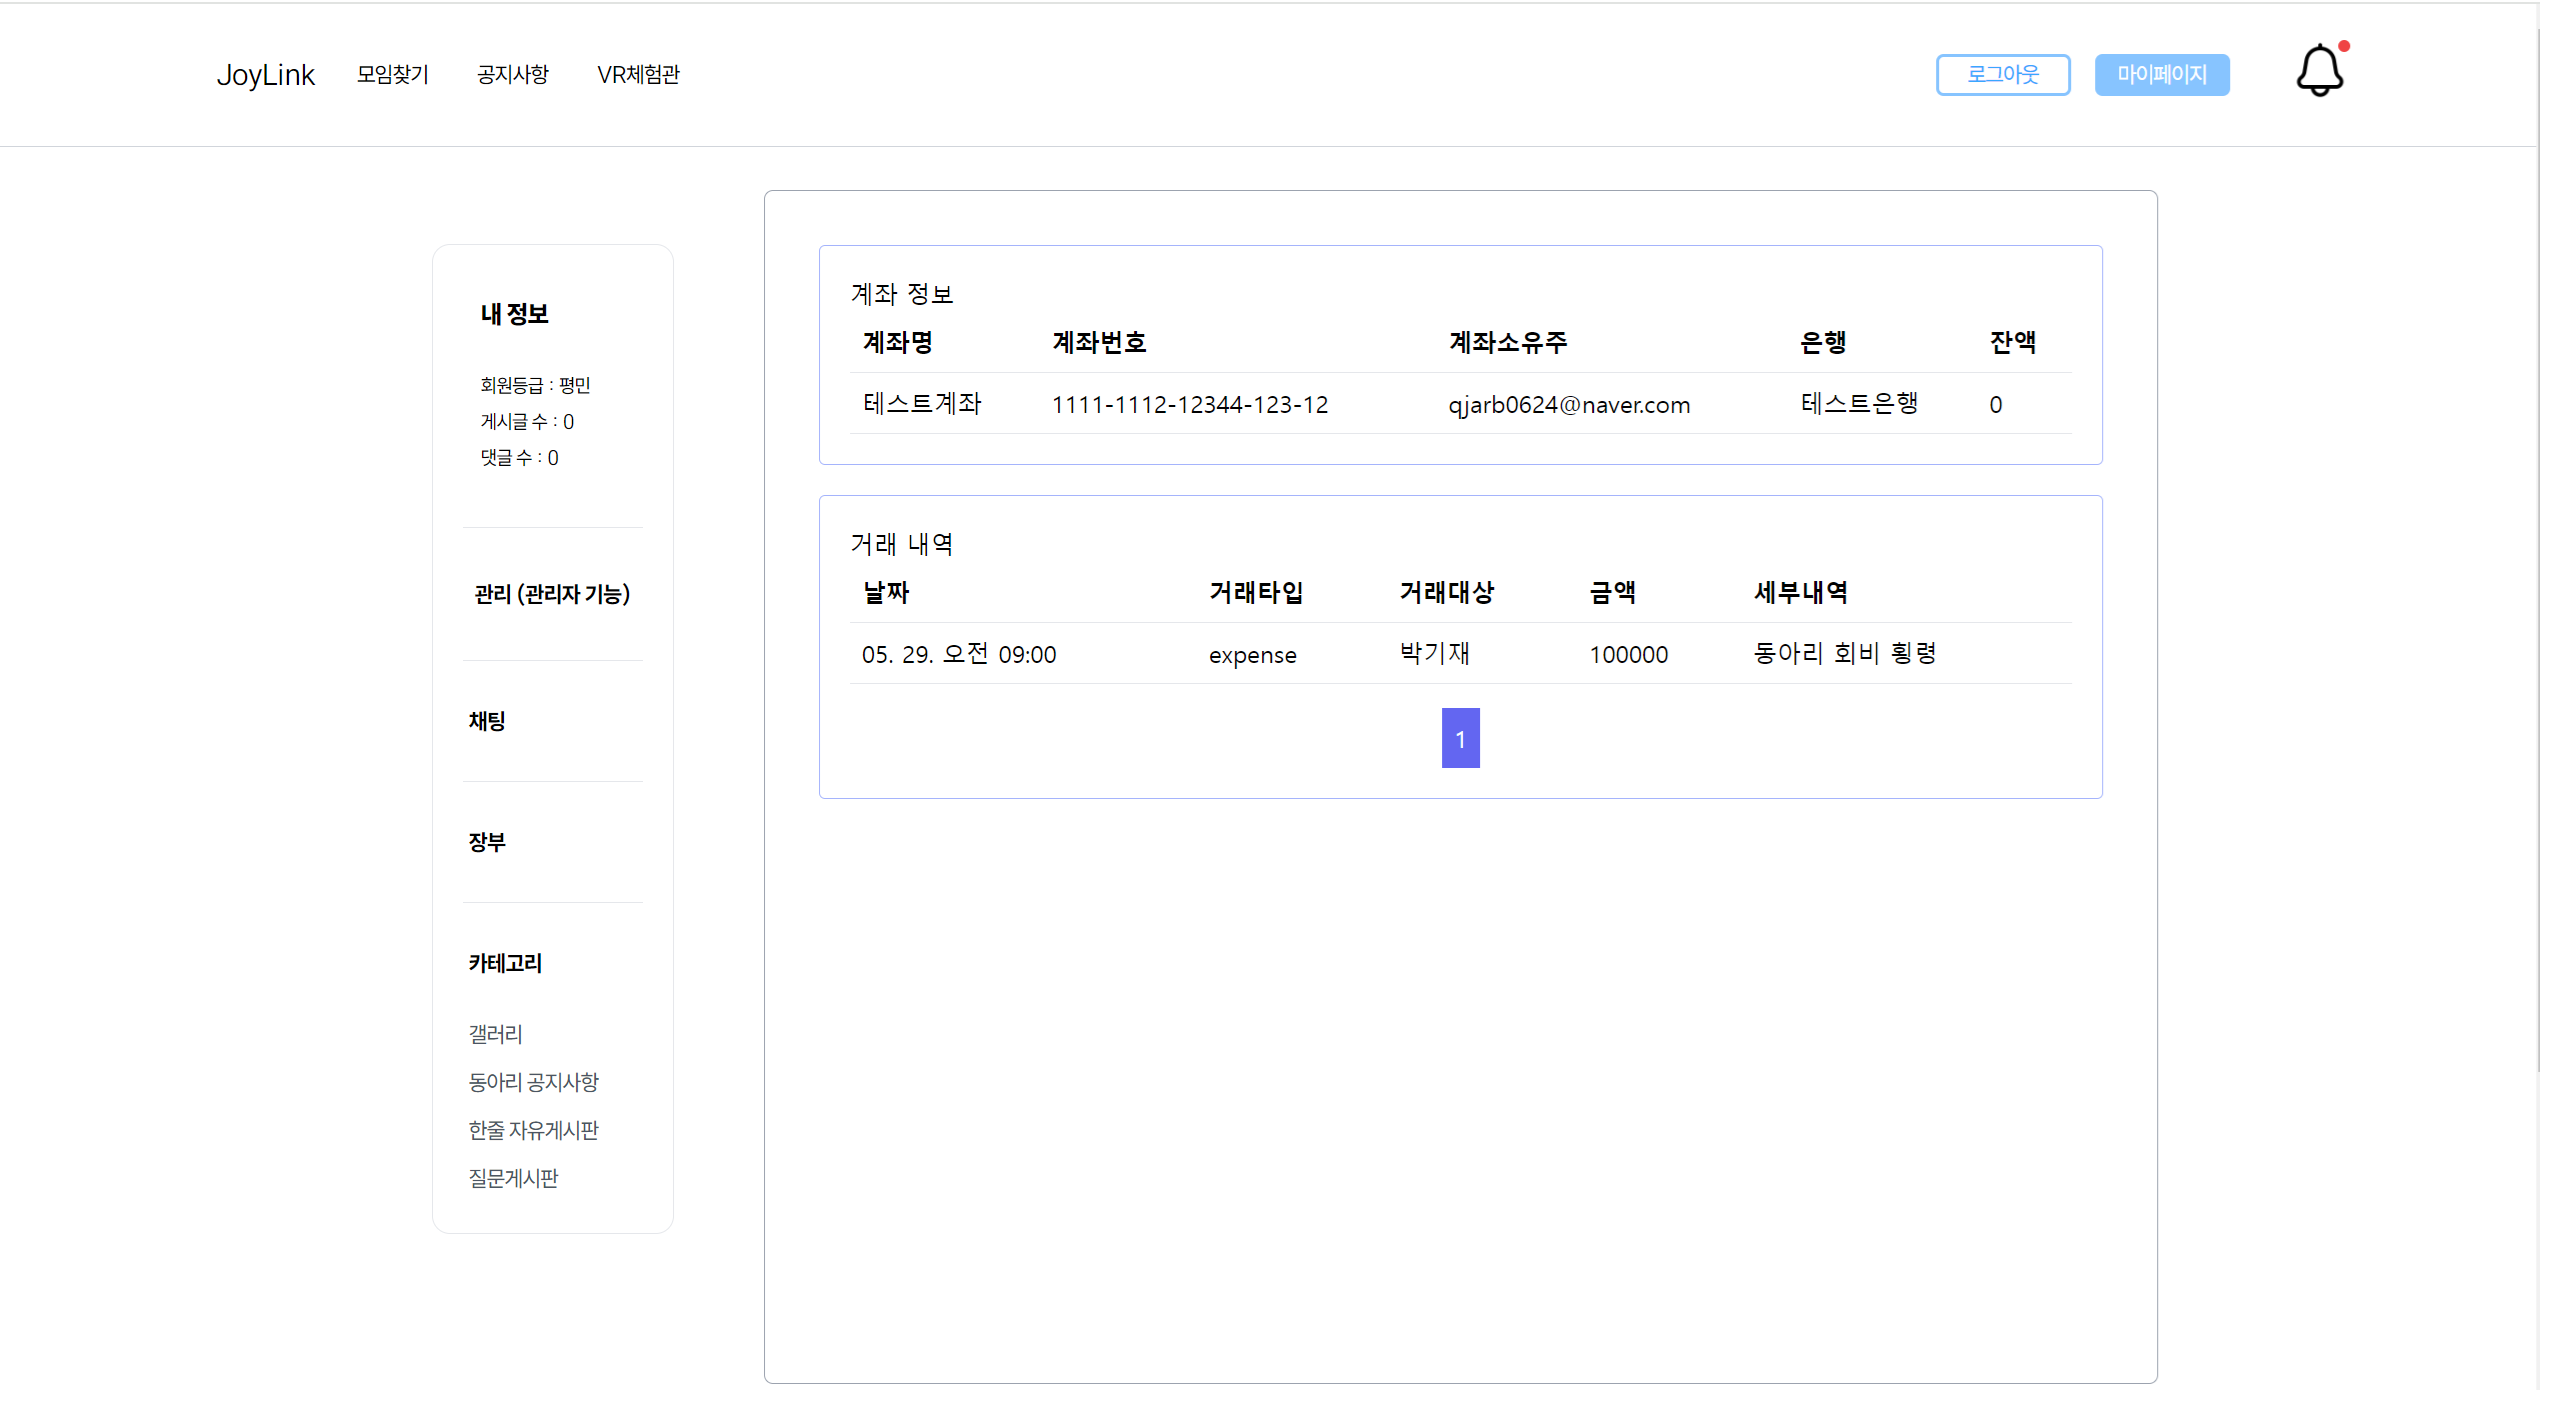 JoyLink 모임찾기 공지사항 VR체험관 로그아웃 마이페이지
내 정보
회원등급 : 평민
게시글 수 : 0
댓글 수 : 0
관리 (관리자 기능)
채팅
장부
카테고리
갤러리
동아리 공지사항
한줄 자유게시판
질문게시판
계좌 정보
계좌명 계좌번호 계좌소유주 은행 잔액
테스트계좌 1111-1112-12344-123-12 qjarb0624@naver.com 테스트은행 0
거래 내역
날짜 거래타입 거래대상 금액 세부내역
05. 29. 오전 09:00 expense 박기재 100000 동아리 회비 횡령
1